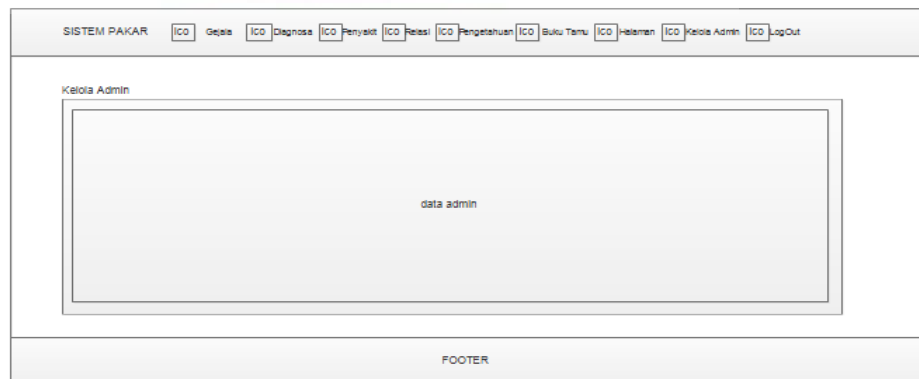 SISTEM PAKAR ICO Gejala ICO Diagnosa ICO Penyakit ICO Relasi ICO Pengetahuan ICO Buku Tamu ICO Halaman ICO Kelola Admin ICO LogOut
Kelola Admin
data admin
FOOTER